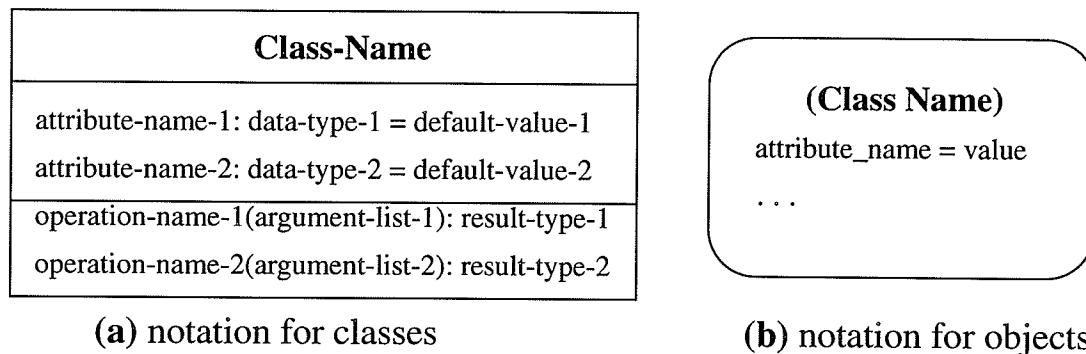 Class-Name
attribute-name-1: data-type-1 = default-value-1
attribute-name-2: data-type-2 = default-value-2
operation-name-1(argument-list-1): result-type-1
operation-name-2(argument-list-2): result-type-2
(a) notation for classes
(Class Name)
attribute_name = value
. . .
(b) notation for objects